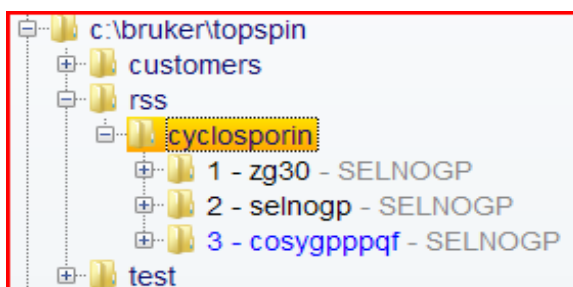 c:\bruker\topspin
customers
rss
cyclosporin
1 - zg30 - SELNOGP
2 - selnogp - SELNOGP
3 - cosygpppqf - SELNOGP
test